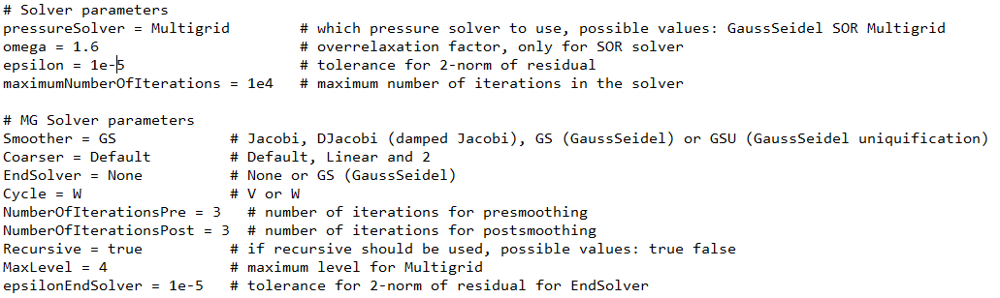 # Solver parameters
pressureSolver = Multigrid # which pressure solver to use, possible values: GaussSeidel SOR Multigrid
omega = 1.6 # overrelaxation factor, only for SOR solver
epsilon = 1e-5 # tolerance for 2-norm of residual
maximumNumberOfIterations = 1e4 # maximum number of iterations in the solver
# MG Solver parameters
Smoother = GS # Jacobi, DJacobi (damped Jacobi), GS (GaussSeidel) or GSU (GaussSeidel uniquification)
Coarser = Default # Default, Linear and 2
EndSolver = None # None or GS (GaussSeidel)
Cycle = W # V or W
NumberOfIterationsPre = 3 # number of iterations for presmoothing
NumberOfIterationsPost = 3 # number of iterations for postsmoothing
Recursive = true # if recursive should be used, possible values: true false
MaxLevel = 4 # maximum level for Multigrid
epsilonEndSolver = 1e-5 # tolerance for 2-norm of residual for EndSolver